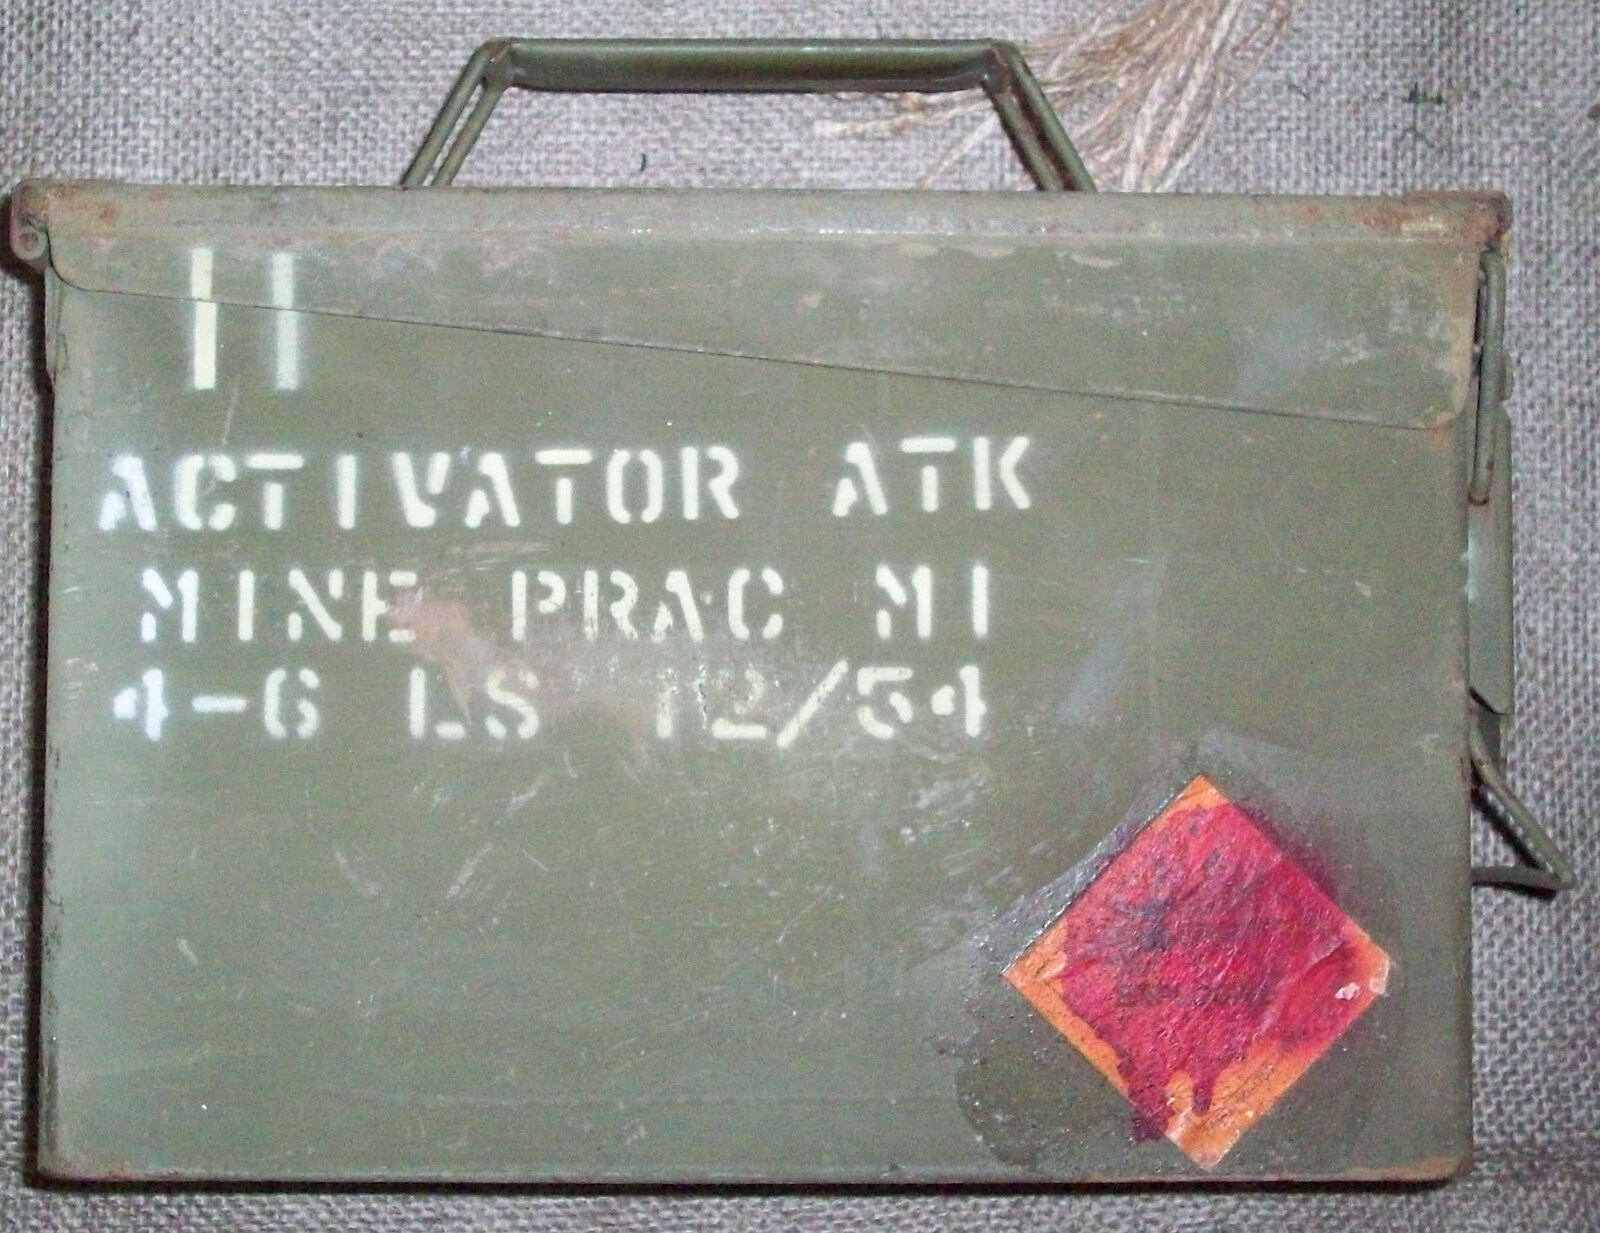 11
ACTIVATOR ATK
MINE PRAC M1
4-6 LS 12/54